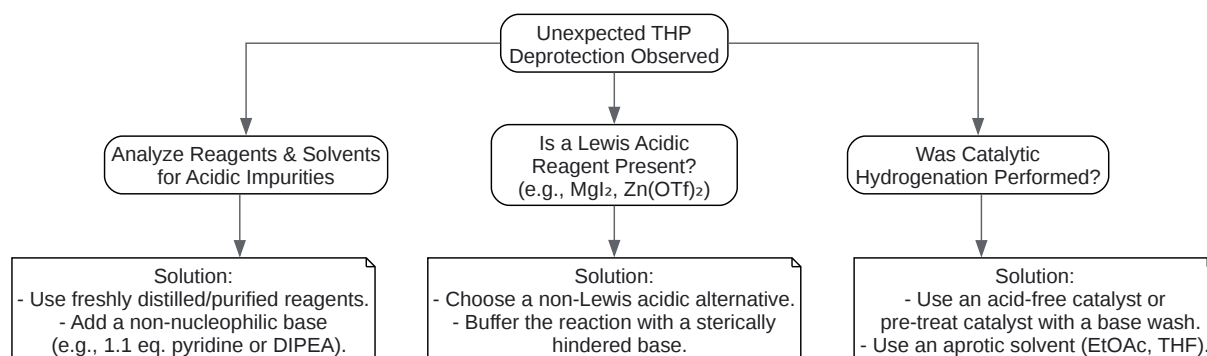 Unexpected THP
Deprotection Observed
Analyze Reagents & Solvents
for Acidic Impurities
Is a Lewis Acidic
Reagent Present?
(e.g., MgI₂, Zn(OTf)₂)
Was Catalytic
Hydrogenation Performed?
Solution:
- Use freshly distilled/purified reagents.
- Add a non-nucleophilic base
(e.g., 1.1 eq. pyridine or DIPEA).
Solution:
- Choose a non-Lewis acidic alternative.
- Buffer the reaction with a sterically
hindered base.
Solution:
- Use an acid-free catalyst or
pre-treat catalyst with a base wash.
- Use an aprotic solvent (EtOAc, THF).